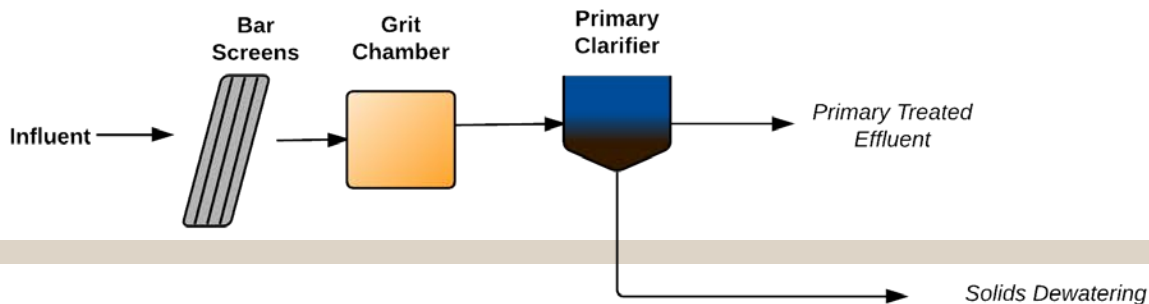 Influent
Bar
Screens
Grit
Chamber
Primary
Clarifier
Primary Treated
Effluent
Solids Dewatering